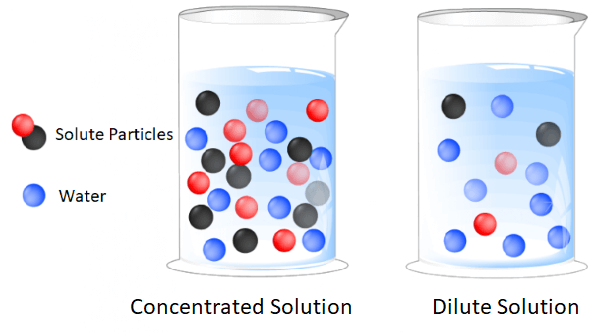 Solute Particles
Water
Concentrated Solution
Dilute Solution